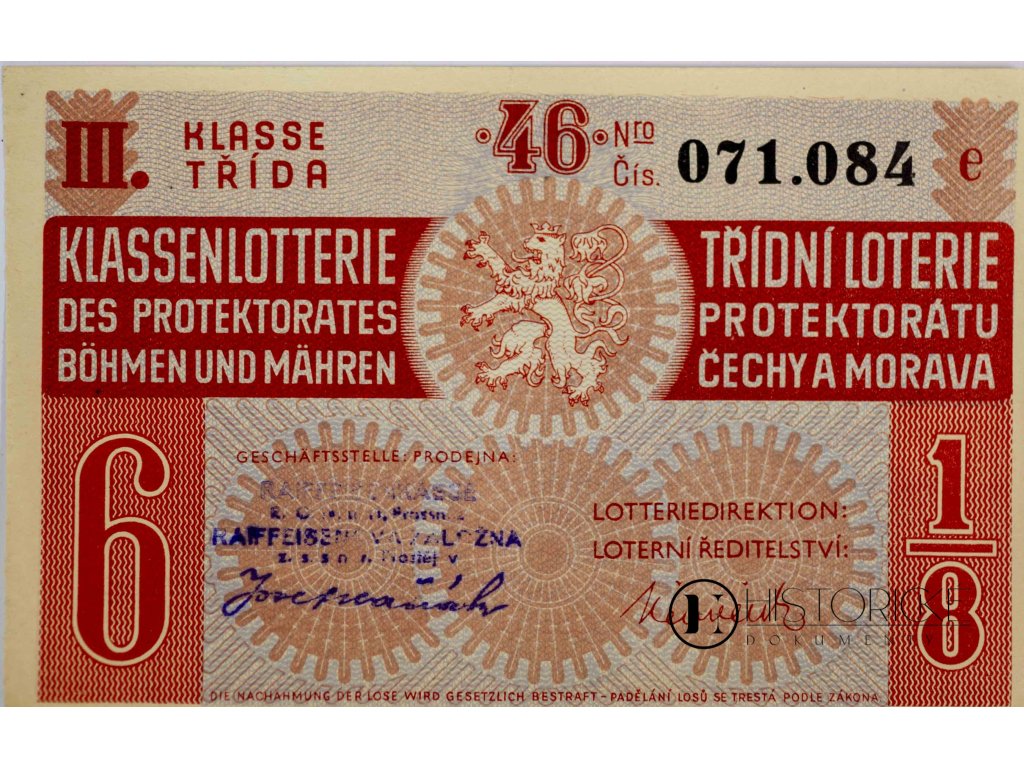 III. KLASSE TŘÍDA
·46· Nro Čís. 071.084 e
KLASSENLOTTERIE
DES PROTEKTORATES
BÖHMEN UND MÄHREN
TŘÍDNÍ LOTERIE
PROTEKTORÁTU
ČECHY A MORAVA
6
GESCHÄFTSSTELLE: PRODEJNA:
RAIFFEISENKASSE
RAIFFEISEN
LOTTERIEDIREKTION:
LOTERNÍ ŘEDITELSTVÍ:
1/8
HISTORICKÉ
DOKUMENTY
DIE NACHAHMUNG DER LOSE WIRD GESETZLICH BESTRAFT - PADĚLÁNÍ LOSŮ SE TRESTÁ PODLE ZÁKONA